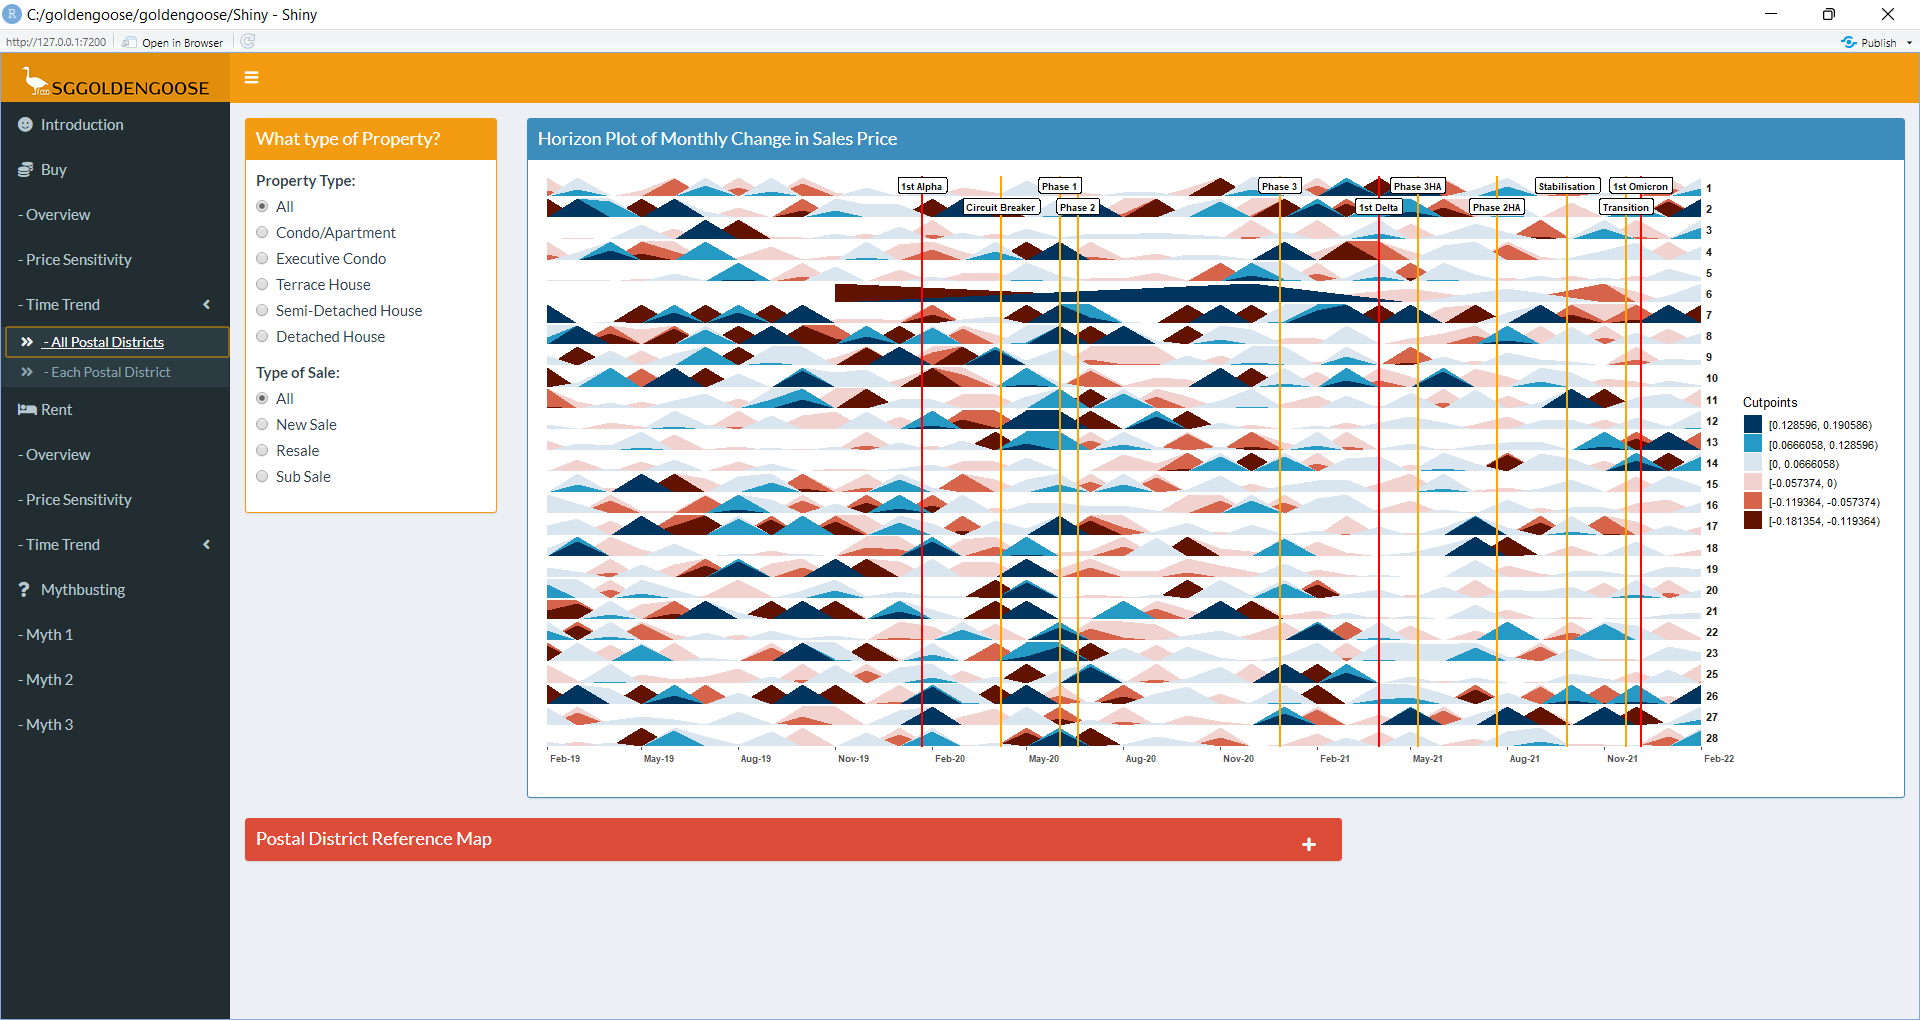 C:/goldengoose/goldengoose/Shiny - Shiny
http://127.0.0.1:7200
Open in Browser
Publish
SGGOLDENGOOSE
Introduction
Buy
- Overview
- Price Sensitivity
- Time Trend
- All Postal Districts
- Each Postal District
Rent
- Overview
- Price Sensitivity
- Time Trend
Mythbusting
- Myth 1
- Myth 2
- Myth 3
What type of Property?
Property Type:
All
Condo/Apartment
Executive Condo
Terrace House
Semi-Detached House
Detached House
Type of Sale:
All
New Sale
Resale
Sub Sale
Horizon Plot of Monthly Change in Sales Price
1st Alpha
Phase 1
Phase 3
Phase 3HA
Stabilisation
1st Omicron
Circuit Breaker
Phase 2
1st Delta
Phase 2HA
Transition
1
2
3
4
5
6
7
8
9
10
11
12
13
14
15
16
17
18
19
20
21
22
23
25
26
27
28
Feb-19
May-19
Aug-19
Nov-19
Feb-20
May-20
Aug-20
Nov-20
Feb-21
May-21
Aug-21
Nov-21
Feb-22
Cutpoints
[0.128596, 0.190586)
[0.0666058, 0.128596)
[0, 0.0666058)
[-0.057374, 0)
[-0.119364, -0.057374)
[-0.181354, -0.119364)
Postal District Reference Map